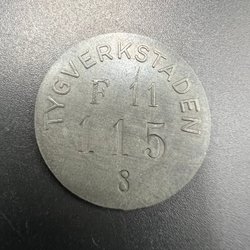 TYGVERKSTADEN
F 11
115
8